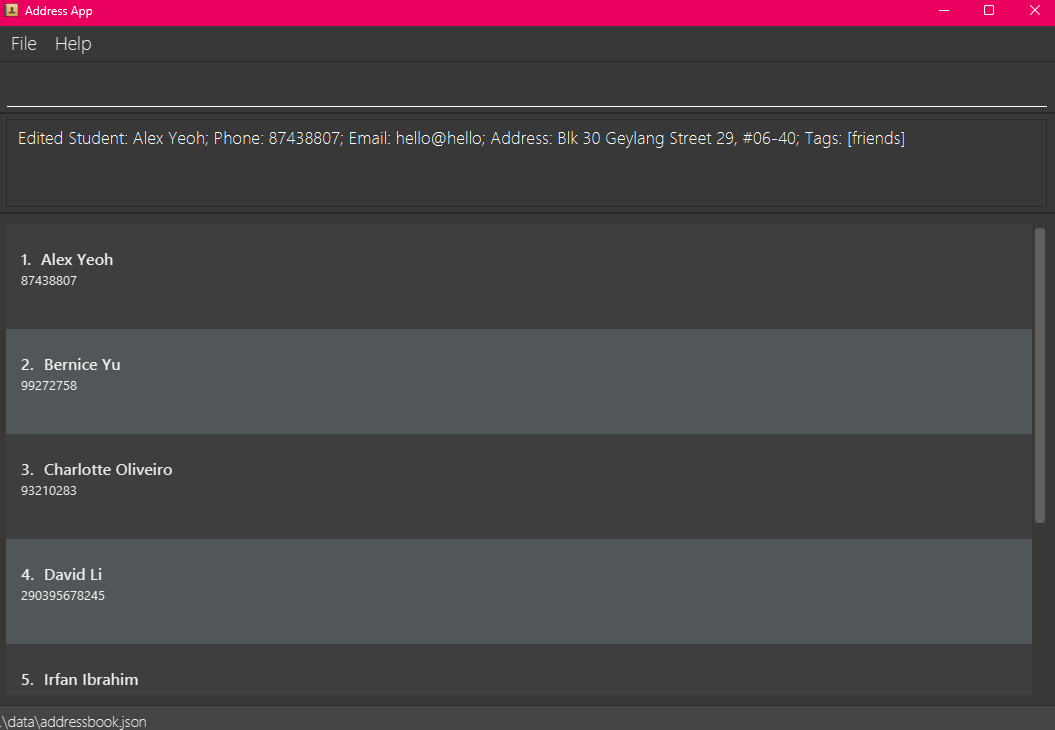 Address App
File Help
Edited Student: Alex Yeoh; Phone: 87438807; Email: hello@hello; Address: Blk 30 Geylang Street 29, #06-40; Tags: [friends]
1. Alex Yeoh
87438807
2. Bernice Yu
99272758
3. Charlotte Oliveiro
93210283
4. David Li
290395678245
5. Irfan Ibrahim
.\data\addressbook.json